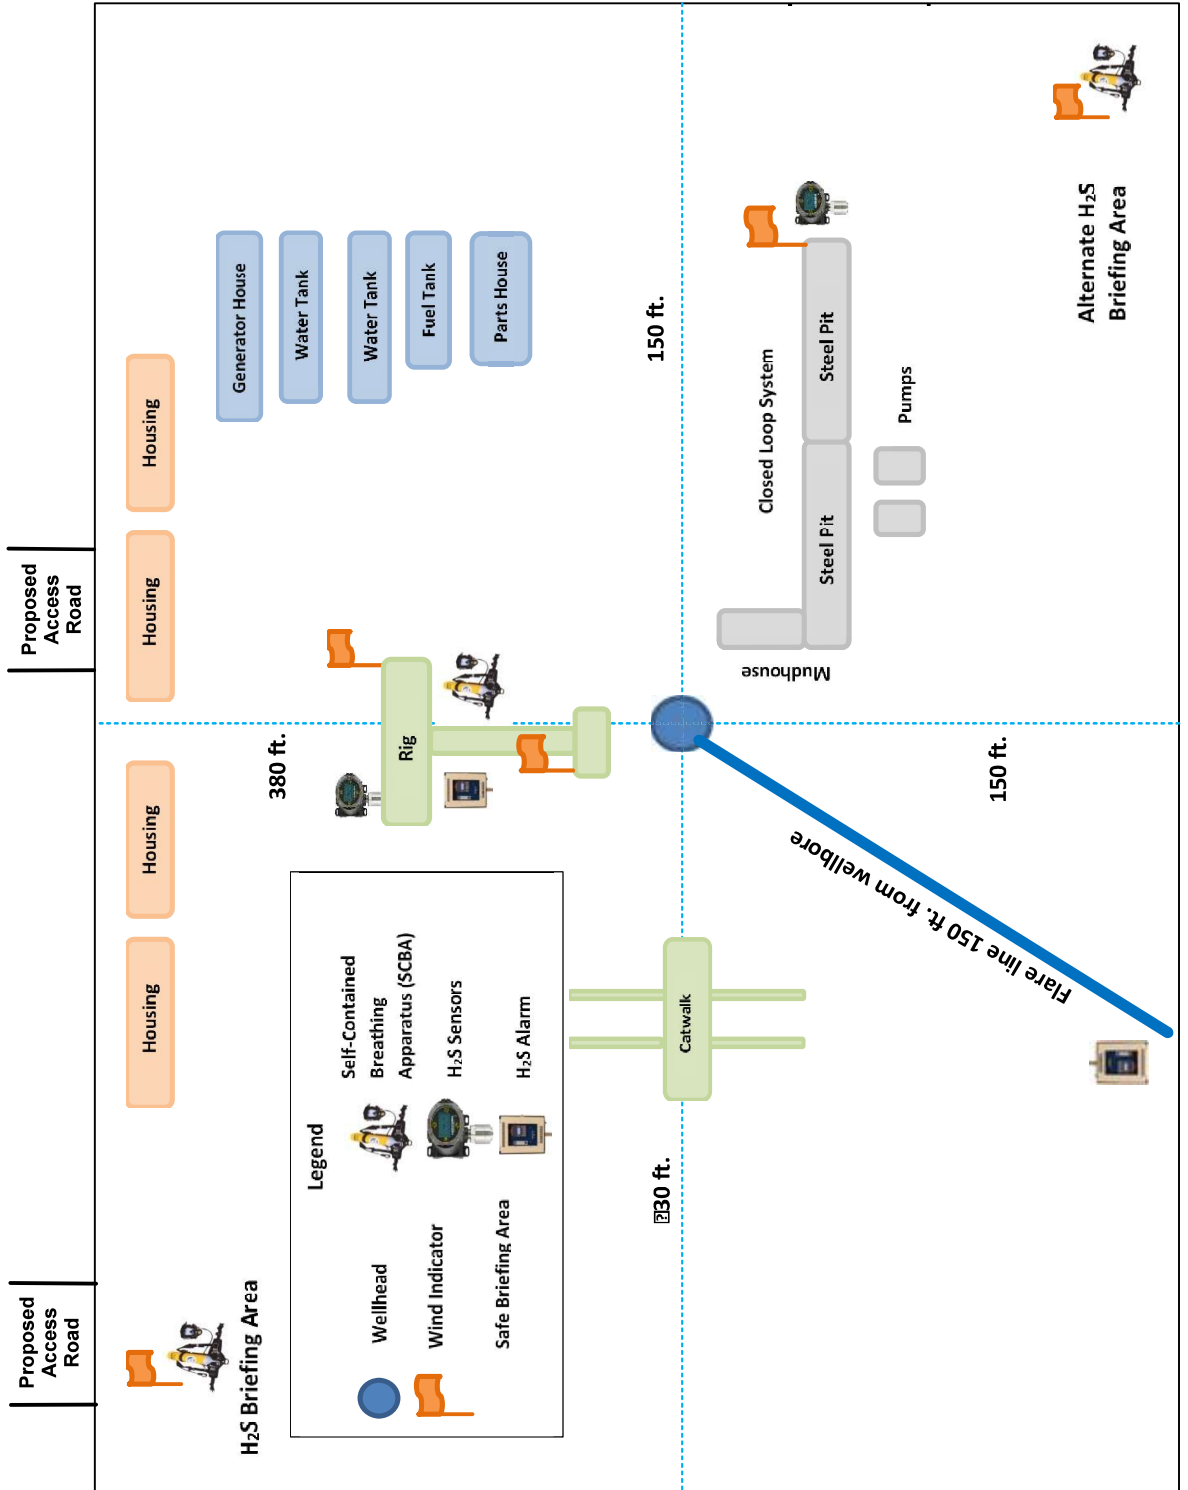 Proposed
Access
Road
Proposed
Access
Road
Housing
Housing
Housing
Housing
Generator House
Water Tank
Water Tank
Fuel Tank
Parts House
380 ft.
Rig
150 ft.
150 ft.
30 ft.
Closed Loop System
Steel Pit
Steel Pit
Pumps
Mudhouse
Alternate H₂S
Briefing Area
H₂S Briefing Area
Catwalk
Flare line 150 ft. from wellbore
Legend
Wellhead
Wind Indicator
Safe Briefing Area
Self-Contained
Breathing
Apparatus (SCBA)
H₂S Sensors
H₂S Alarm